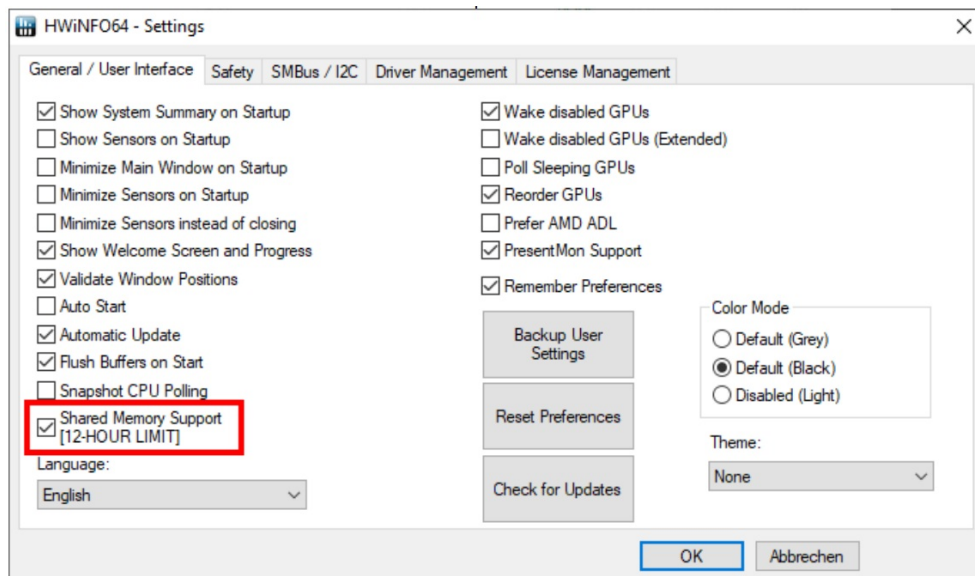 HWiNFO64 - Settings
General / User Interface
Safety
SMBus / I2C
Driver Management
License Management
Show System Summary on Startup
Show Sensors on Startup
Minimize Main Window on Startup
Minimize Sensors on Startup
Minimize Sensors instead of closing
Show Welcome Screen and Progress
Validate Window Positions
Auto Start
Automatic Update
Flush Buffers on Start
Snapshot CPU Polling
Shared Memory Support
[12-HOUR LIMIT]
Language:
English
Wake disabled GPUs
Wake disabled GPUs (Extended)
Poll Sleeping GPUs
Reorder GPUs
Prefer AMD ADL
PresentMon Support
Remember Preferences
Backup User
Settings
Reset Preferences
Check for Updates
Color Mode
Default (Grey)
Default (Black)
Disabled (Light)
Theme:
None
OK
Abbrechen